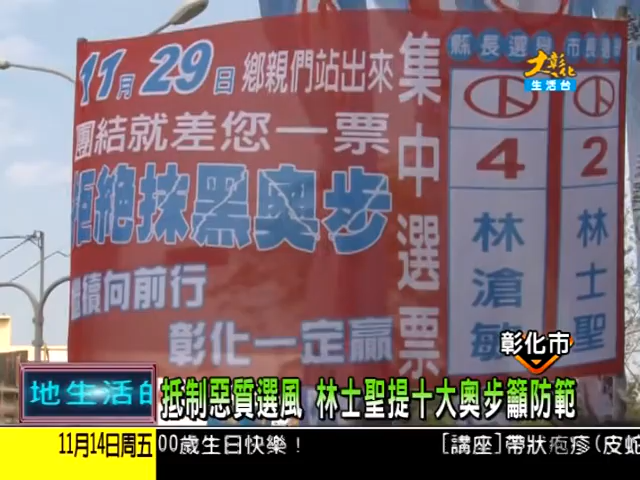 11月29日鄉親們站出來
團結就差您一票
拒絕抹黑奧步
繼續向前行
彰化一定贏
集中選票
縣長選舉
4
林滄敏
市長選舉
2
林士聖
大彰化
生活台
彰化市
地生活的
抵制惡質選風 林士聖提十大奧步籲防範
11月14日周五
00歲生日快樂！
[講座]帶狀疱疹(皮蛇